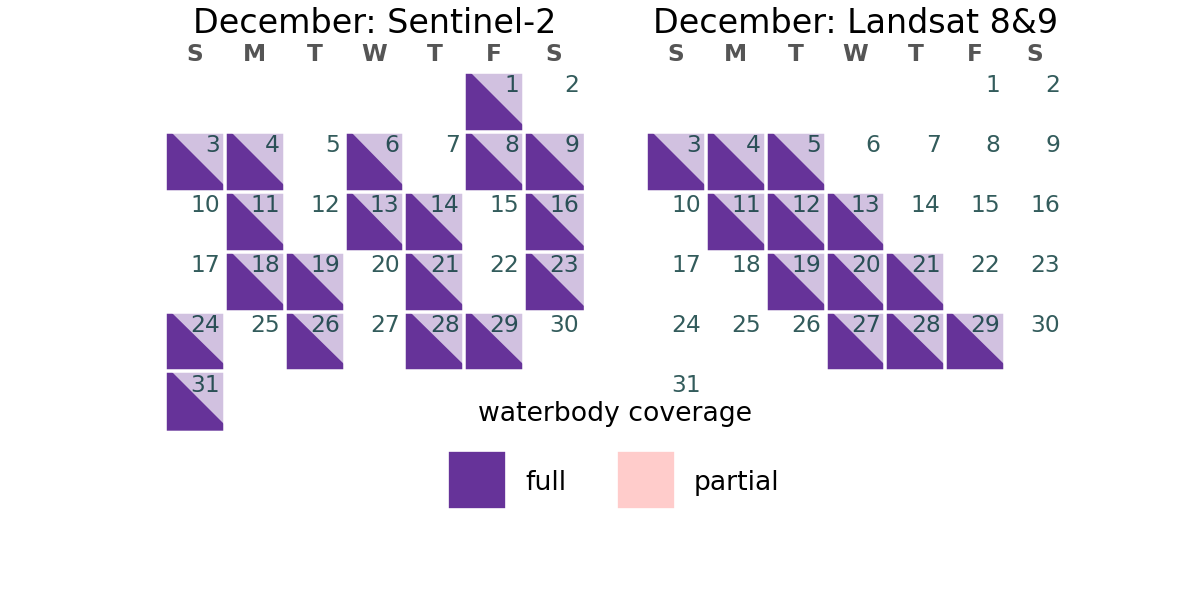 December: Sentinel-2
S M T W T F S
1 2
3 4 5 6 7 8 9
10 11 12 13 14 15 16
17 18 19 20 21 22 23
24 25 26 27 28 29 30
31
December: Landsat 8&9
S M T W T F S
1 2
3 4 5 6 7 8 9
10 11 12 13 14 15 16
17 18 19 20 21 22 23
24 25 26 27 28 29 30
31
waterbody coverage
full
partial